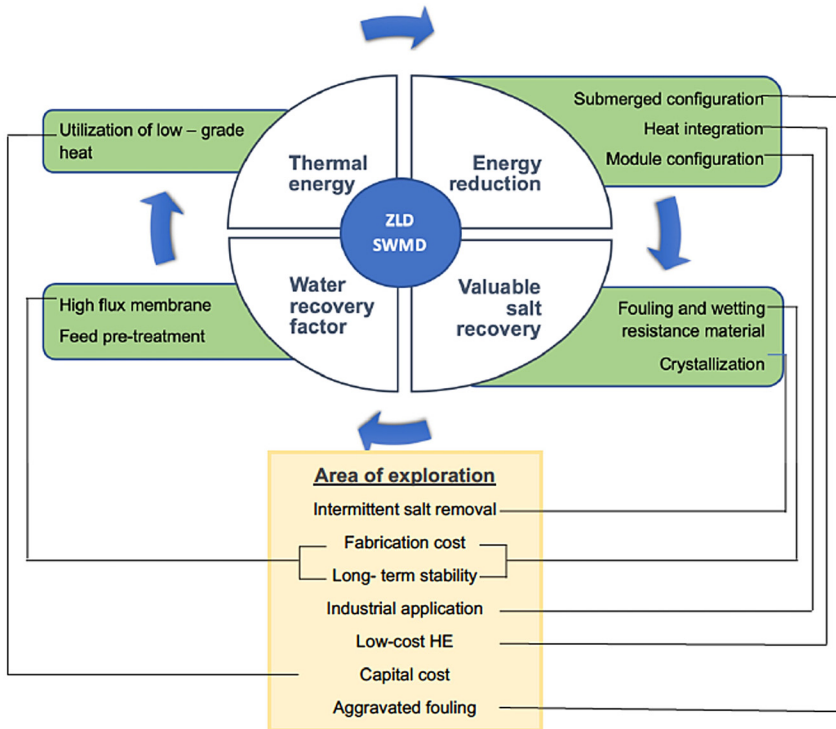 Utilization of low – grade
heat
Thermal
energy
Energy
reduction
Submerged configuration
Heat integration
Module configuration
ZLD
SWMD
High flux membrane
Feed pre-treatment
Water
recovery
factor
Valuable
salt
recovery
Fouling and wetting
resistance material
Crystallization
Area of exploration
Intermittent salt removal
Fabrication cost
Long- term stability
Industrial application
Low-cost HE
Capital cost
Aggravated fouling